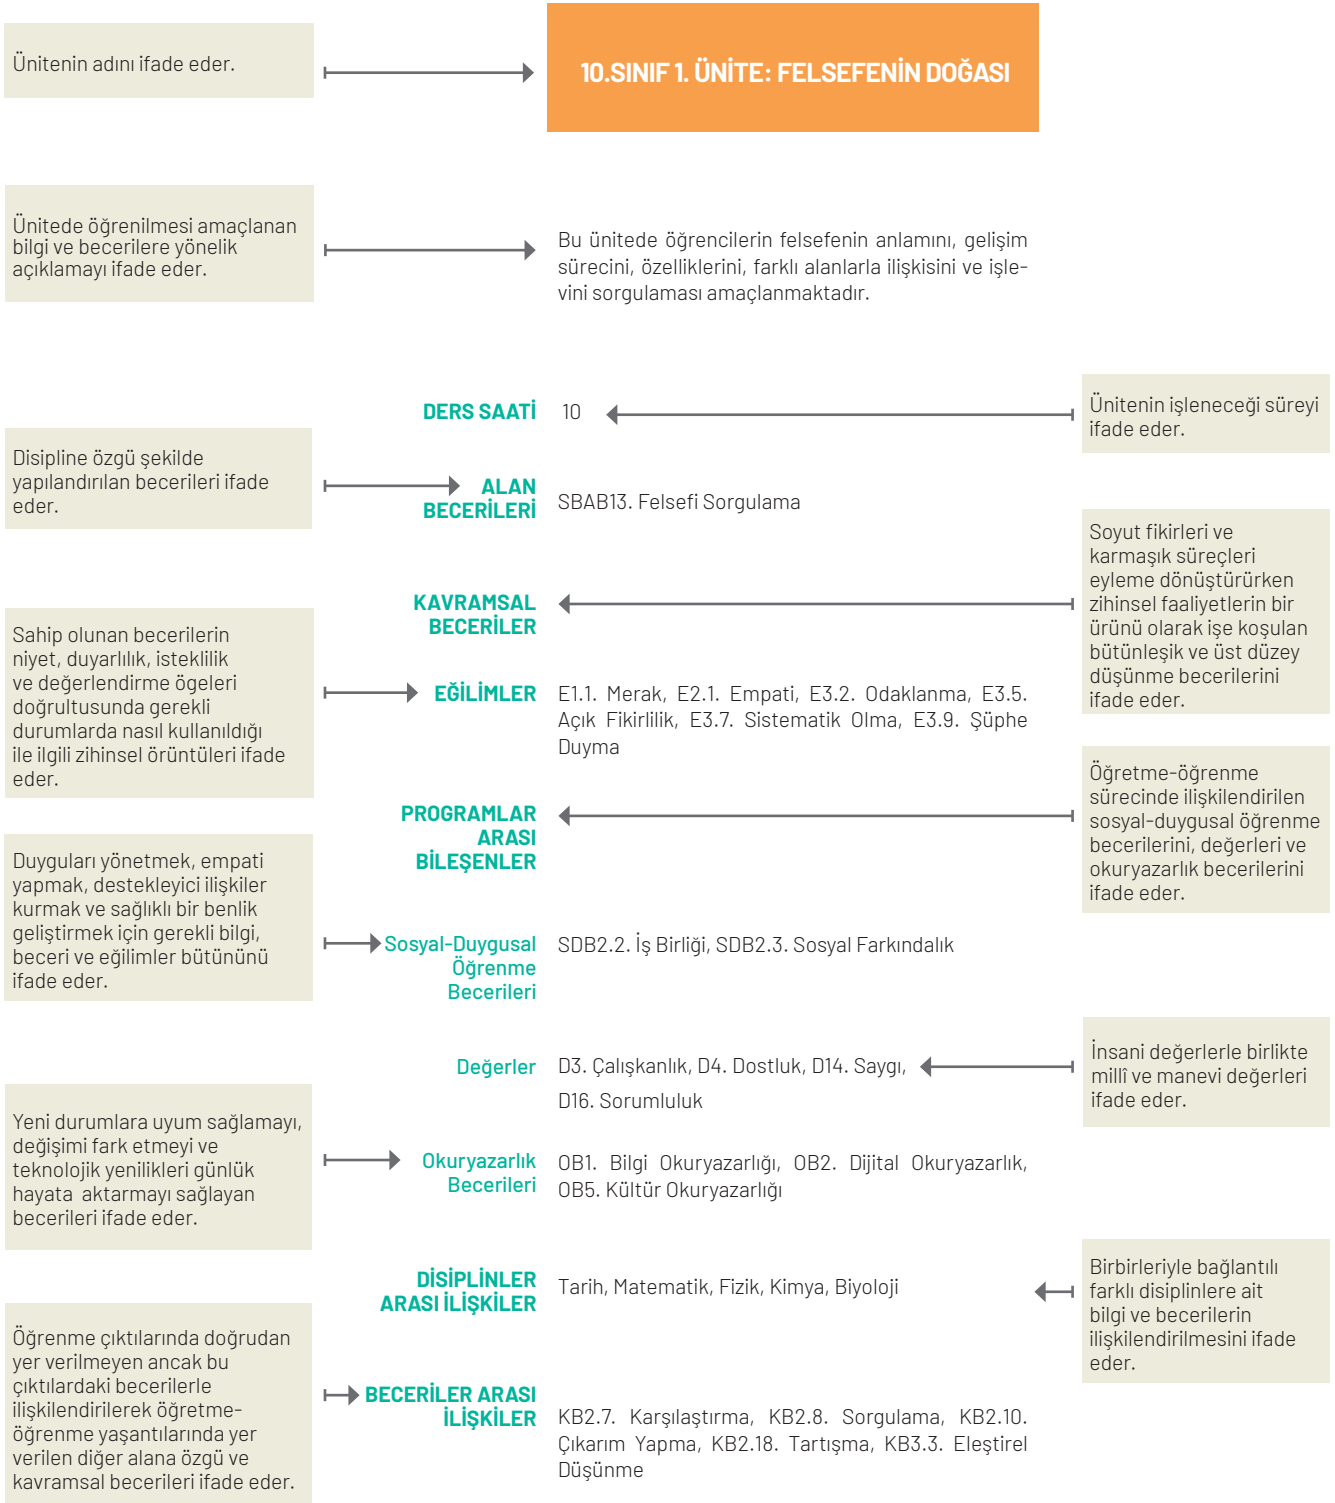 Ünitenin adını ifade eder.
10.SINIF 1. ÜNİTE: FELSEFENİN DOĞASI
Ünitede öğrenilmesi amaçlanan
bilgi ve becerilere yönelik
açıklamayı ifade eder.
Bu ünitede öğrencilerin felsefenin anlamını, gelişim
sürecini, özelliklerini, farklı alanlarla ilişkisini ve işle-
vini sorgulaması amaçlanmaktadır.
DERS SAATİ
10
Ünitenin işleneceği süreyi
ifade eder.
Disipline özgü şekilde
yapılandırılan becerileri ifade
eder.
ALAN
BECERİLERİ
SBAB13. Felsefi Sorgulama
Soyut fikirleri ve
karmaşık süreçleri
eyleme dönüştürürken
zihinsel faaliyetlerin bir
ürünü olarak işe koşulan
bütünleşik ve üst düzey
düşünme becerilerini
ifade eder.
KAVRAMSAL
BECERİLER
Sahip olunan becerilerin
niyet, duyarlılık, isteklilik
ve değerlendirme ögeleri
doğrultusunda gerekli
durumlarda nasıl kullanıldığı
ile ilgili zihinsel örüntüleri ifade
eder.
EĞİLİMLER
E1.1. Merak, E2.1. Empati, E3.2. Odaklanma, E3.5.
Açık Fikirlilik, E3.7. Sistematik Olma, E3.9. Şüphe
Duyma
PROGRAMLAR
ARASI
BİLEŞENLER
Öğretme-öğrenme
sürecinde ilişkilendirilen
sosyal-duygusal öğrenme
becerilerini, değerleri ve
okuryazarlık becerilerini
ifade eder.
Duyguları yönetmek, empati
yapmak, destekleyici ilişkiler
kurmak ve sağlıklı bir benlik
geliştirmek için gerekli bilgi,
beceri ve eğilimler bütününü
ifade eder.
Sosyal-Duygusal
Öğrenme
Becerileri
SDB2.2. İş Birliği, SDB2.3. Sosyal Farkındalık
Değerler
D3. Çalışkanlık, D4. Dostluk, D14. Saygı,
D16. Sorumluluk
İnsani değerlerle birlikte
millî ve manevi değerleri
ifade eder.
Yeni durumlara uyum sağlamayı,
değişimi fark etmeyi ve
teknolojik yenilikleri günlük
hayata aktarmayı sağlayan
becerileri ifade eder.
Okuryazarlık
Becerileri
OB1. Bilgi Okuryazarlığı, OB2. Dijital Okuryazarlık,
OB5. Kültür Okuryazarlığı
DİSİPLİNLER
ARASI İLİŞKİLER
Tarih, Matematik, Fizik, Kimya, Biyoloji
Birbirleriyle bağlantılı
farklı disiplinlere ait
bilgi ve becerilerin
ilişkilendirilmesini ifade
eder.
Öğrenme çıktılarında doğrudan
yer verilmeyen ancak bu
çıktılardaki becerilerle
ilişkilendirilerek öğretme-
öğrenme yaşantılarında yer
verilen diğer alana özgü ve
kavramsal becerileri ifade eder.
BECERİLER ARASI
İLİŞKİLER
KB2.7. Karşılaştırma, KB2.8. Sorgulama, KB2.10.
Çıkarım Yapma, KB2.18. Tartışma, KB3.3. Eleştirel
Düşünme